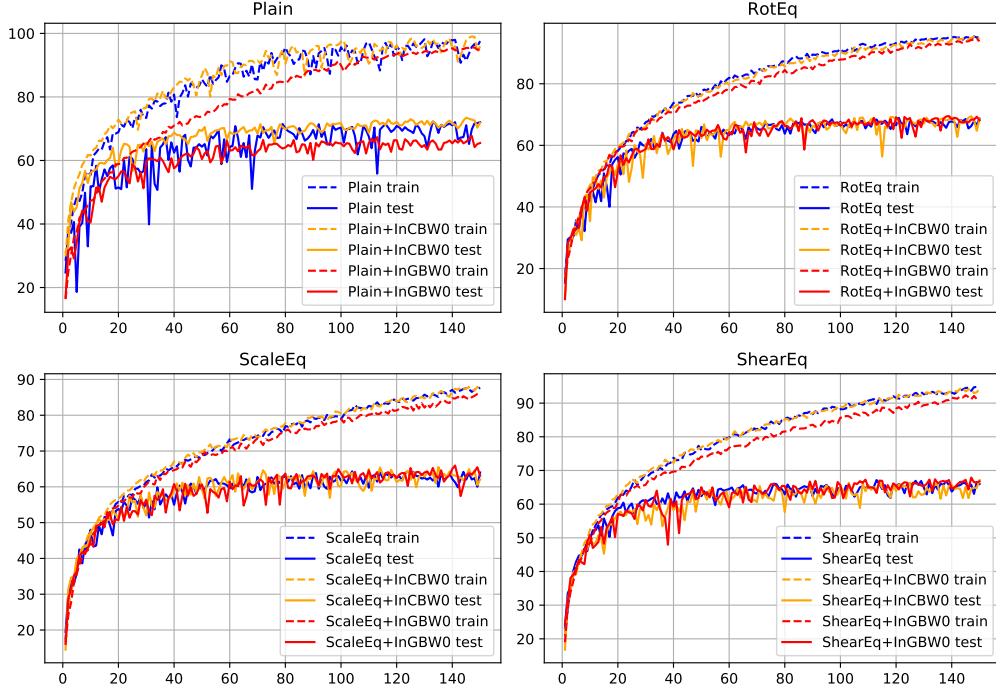 Plain
100
80
60
40
20
0 20 40 60 80 100 120 140
Plain train
Plain test
Plain+InCBW0 train
Plain+InCBW0 test
Plain+InGBW0 train
Plain+InGBW0 test
RotEq
80
60
40
20
0 20 40 60 80 100 120 140
RotEq train
RotEq test
RotEq+InCBW0 train
RotEq+InCBW0 test
RotEq+InGBW0 train
RotEq+InGBW0 test
ScaleEq
90
80
70
60
50
40
30
20
0 20 40 60 80 100 120 140
ScaleEq train
ScaleEq test
ScaleEq+InCBW0 train
ScaleEq+InCBW0 test
ScaleEq+InGBW0 train
ScaleEq+InGBW0 test
ShearEq
90
80
70
60
50
40
30
20
0 20 40 60 80 100 120 140
ShearEq train
ShearEq test
ShearEq+InCBW0 train
ShearEq+InCBW0 test
ShearEq+InGBW0 train
ShearEq+InGBW0 test